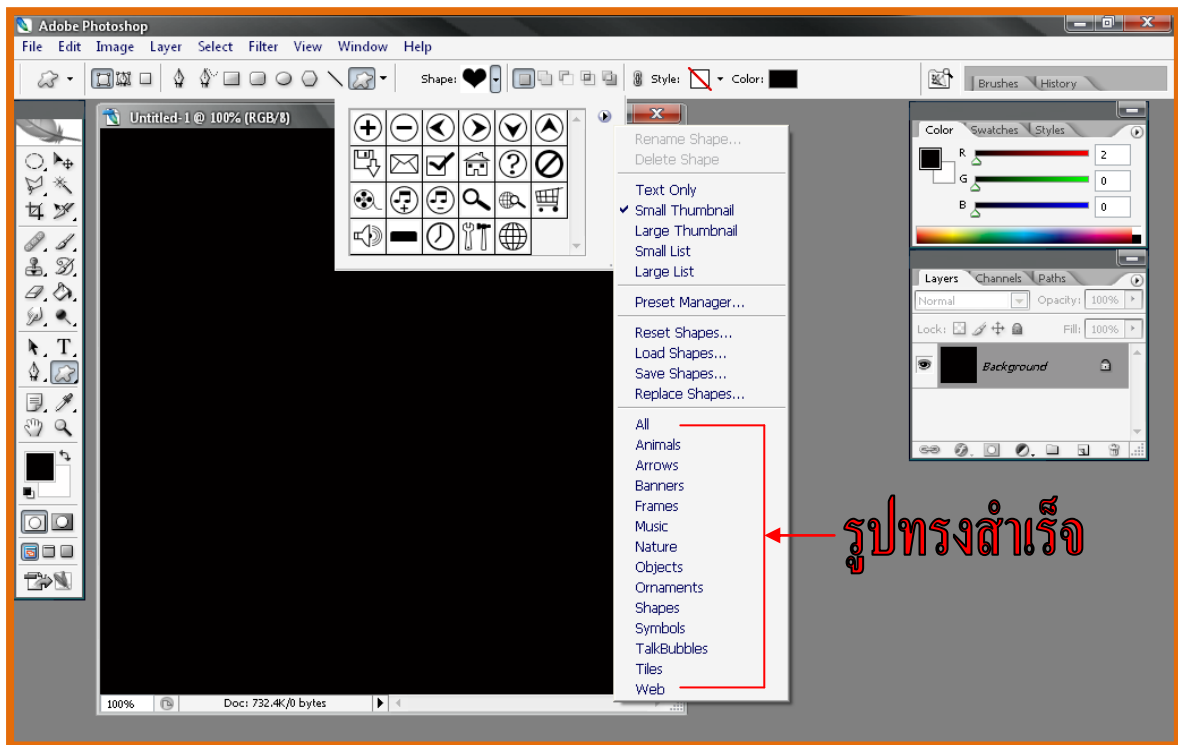 Adobe Photoshop
File Edit Image Layer Select Filter View Window Help
Shape: Style: Color:
Brushes History
Untitled-1 @ 100% (RGB/8)
Rename Shape...
Delete Shape
Text Only
Small Thumbnail
Large Thumbnail
Small List
Large List
Preset Manager...
Reset Shapes...
Load Shapes...
Save Shapes...
Replace Shapes...
All
Animals
Arrows
Banners
Frames
Music
Nature
Objects
Ornaments
Shapes
Symbols
TalkBubbles
Tiles
Web
รูปทรงสำเร็จ
Color Swatches Styles
R 2
G 0
B 0
Layers Channels Paths
Normal Opacity: 100%
Lock: Fill: 100%
Background
100% Doc: 732.4K/0 bytes